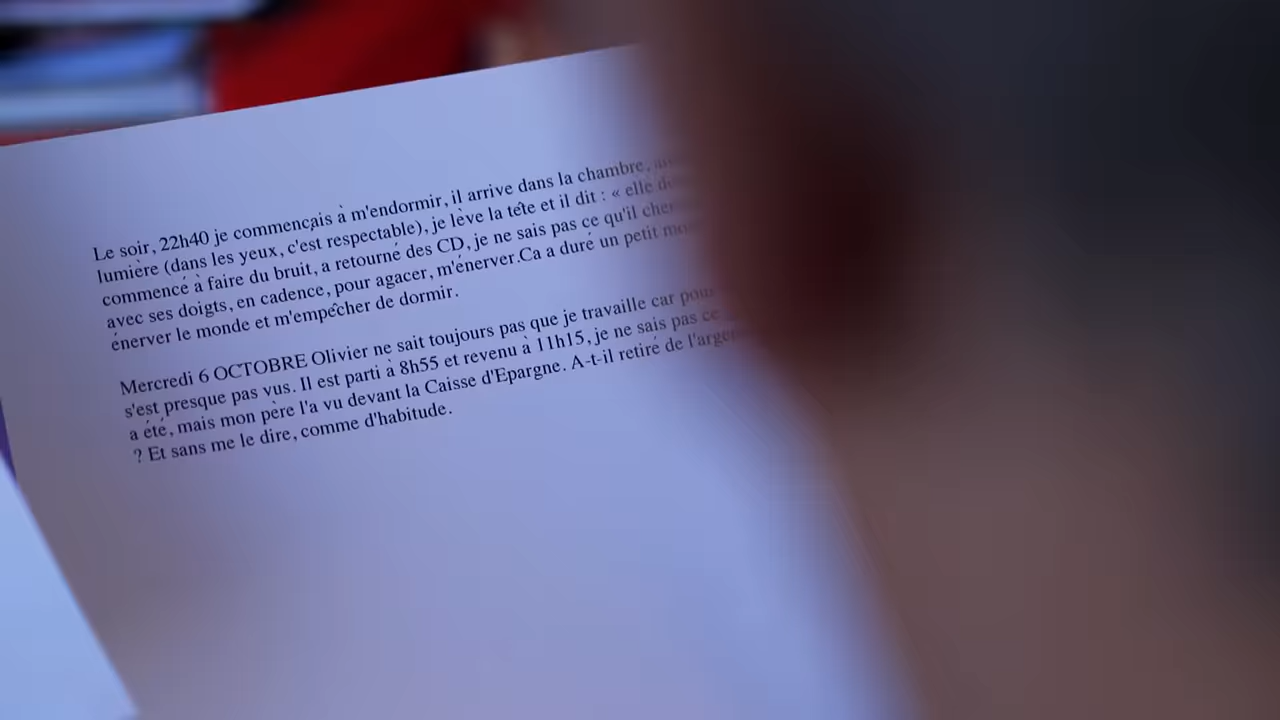 Le soir, 22h40 je commençais à m'endormir, il arrive dans la chambre,
lumière (dans les yeux, c'est respectable), je lève la tête et il dit : « elle
commencé à faire du bruit, a retourné des CD, je ne sais pas ce qu'il
avec ses doigts, en cadence, pour agacer, m'énerver.Ca a duré un petit
énerver le monde et m'empêcher de dormir.
Mercredi 6 OCTOBRE Olivier ne sait toujours pas que je travaille car pour
s'est presque pas vus. Il est parti à 8h55 et revenu à 11h15, je ne sais pas ce
a été, mais mon père l'a vu devant la Caisse d'Epargne. A-t-il retiré de
? Et sans me le dire, comme d'habitude.